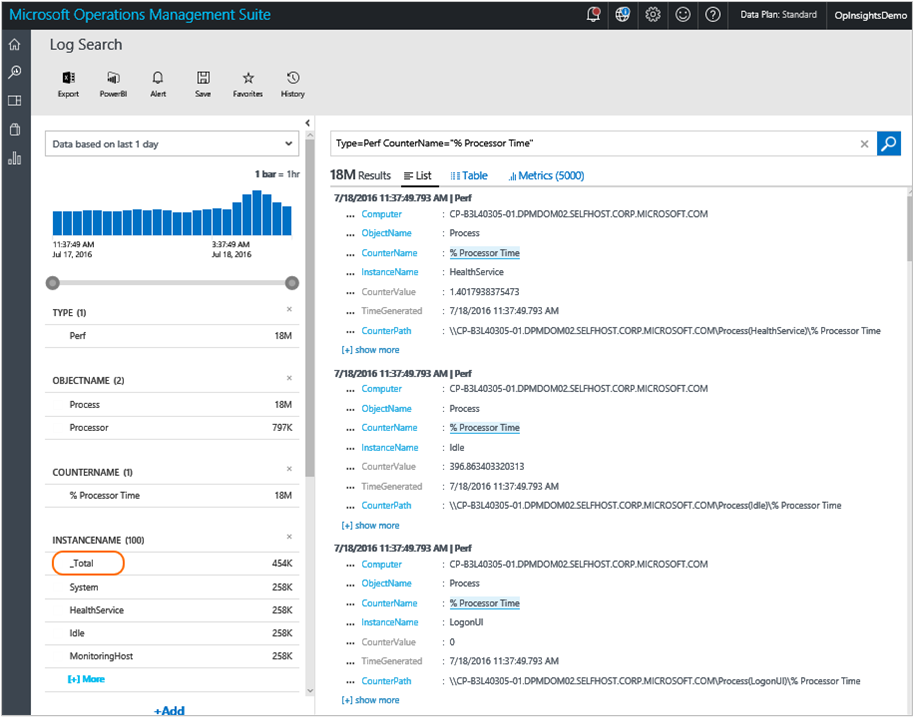 Microsoft Operations Management Suite
Data Plan: Standard
OpInsightsDemo
Log Search
Export
PowerBI
Alert
Save
Favorites
History
Data based on last 1 day
1 bar = 1hr
11:37:49 AM
Jul 17, 2016
3:37:49 AM
Jul 18, 2016
TYPE (1)
Perf 18M
OBJECTNAME (2)
Process 18M
Processor 797K
COUNTERNAME (1)
% Processor Time 18M
INSTANCENAME (100)
_Total 454K
System 258K
HealthService 258K
Idle 258K
MonitoringHost 258K
[+] More
+Add
Type=Perf CounterName="% Processor Time"
18M Results List Table Metrics (5000)
7/18/2016 11:37:49.793 AM | Perf
... Computer : CP-B3L40305-01.DPMDOM02.SELFHOST.CORP.MICROSOFT.COM
... ObjectName : Process
... CounterName : % Processor Time
... InstanceName : HealthService
... CounterValue : 1.4017938375473
... TimeGenerated : 7/18/2016 11:37:49.793 AM
... CounterPath : \\CP-B3L40305-01.DPMDOM02.SELFHOST.CORP.MICROSOFT.COM\Process(HealthService)\% Processor Time
[+] show more
7/18/2016 11:37:49.793 AM | Perf
... Computer : CP-B3L40305-01.DPMDOM02.SELFHOST.CORP.MICROSOFT.COM
... ObjectName : Process
... CounterName : % Processor Time
... InstanceName : Idle
... CounterValue : 396.863403320313
... TimeGenerated : 7/18/2016 11:37:49.793 AM
... CounterPath : \\CP-B3L40305-01.DPMDOM02.SELFHOST.CORP.MICROSOFT.COM\Process(Idle)\% Processor Time
[+] show more
7/18/2016 11:37:49.793 AM | Perf
... Computer : CP-B3L40305-01.DPMDOM02.SELFHOST.CORP.MICROSOFT.COM
... ObjectName : Process
... CounterName : % Processor Time
... InstanceName : LogonUI
... CounterValue : 0
... TimeGenerated : 7/18/2016 11:37:49.793 AM
... CounterPath : \\CP-B3L40305-01.DPMDOM02.SELFHOST.CORP.MICROSOFT.COM\Process(LogonUI)\% Processor Time
[+] show more